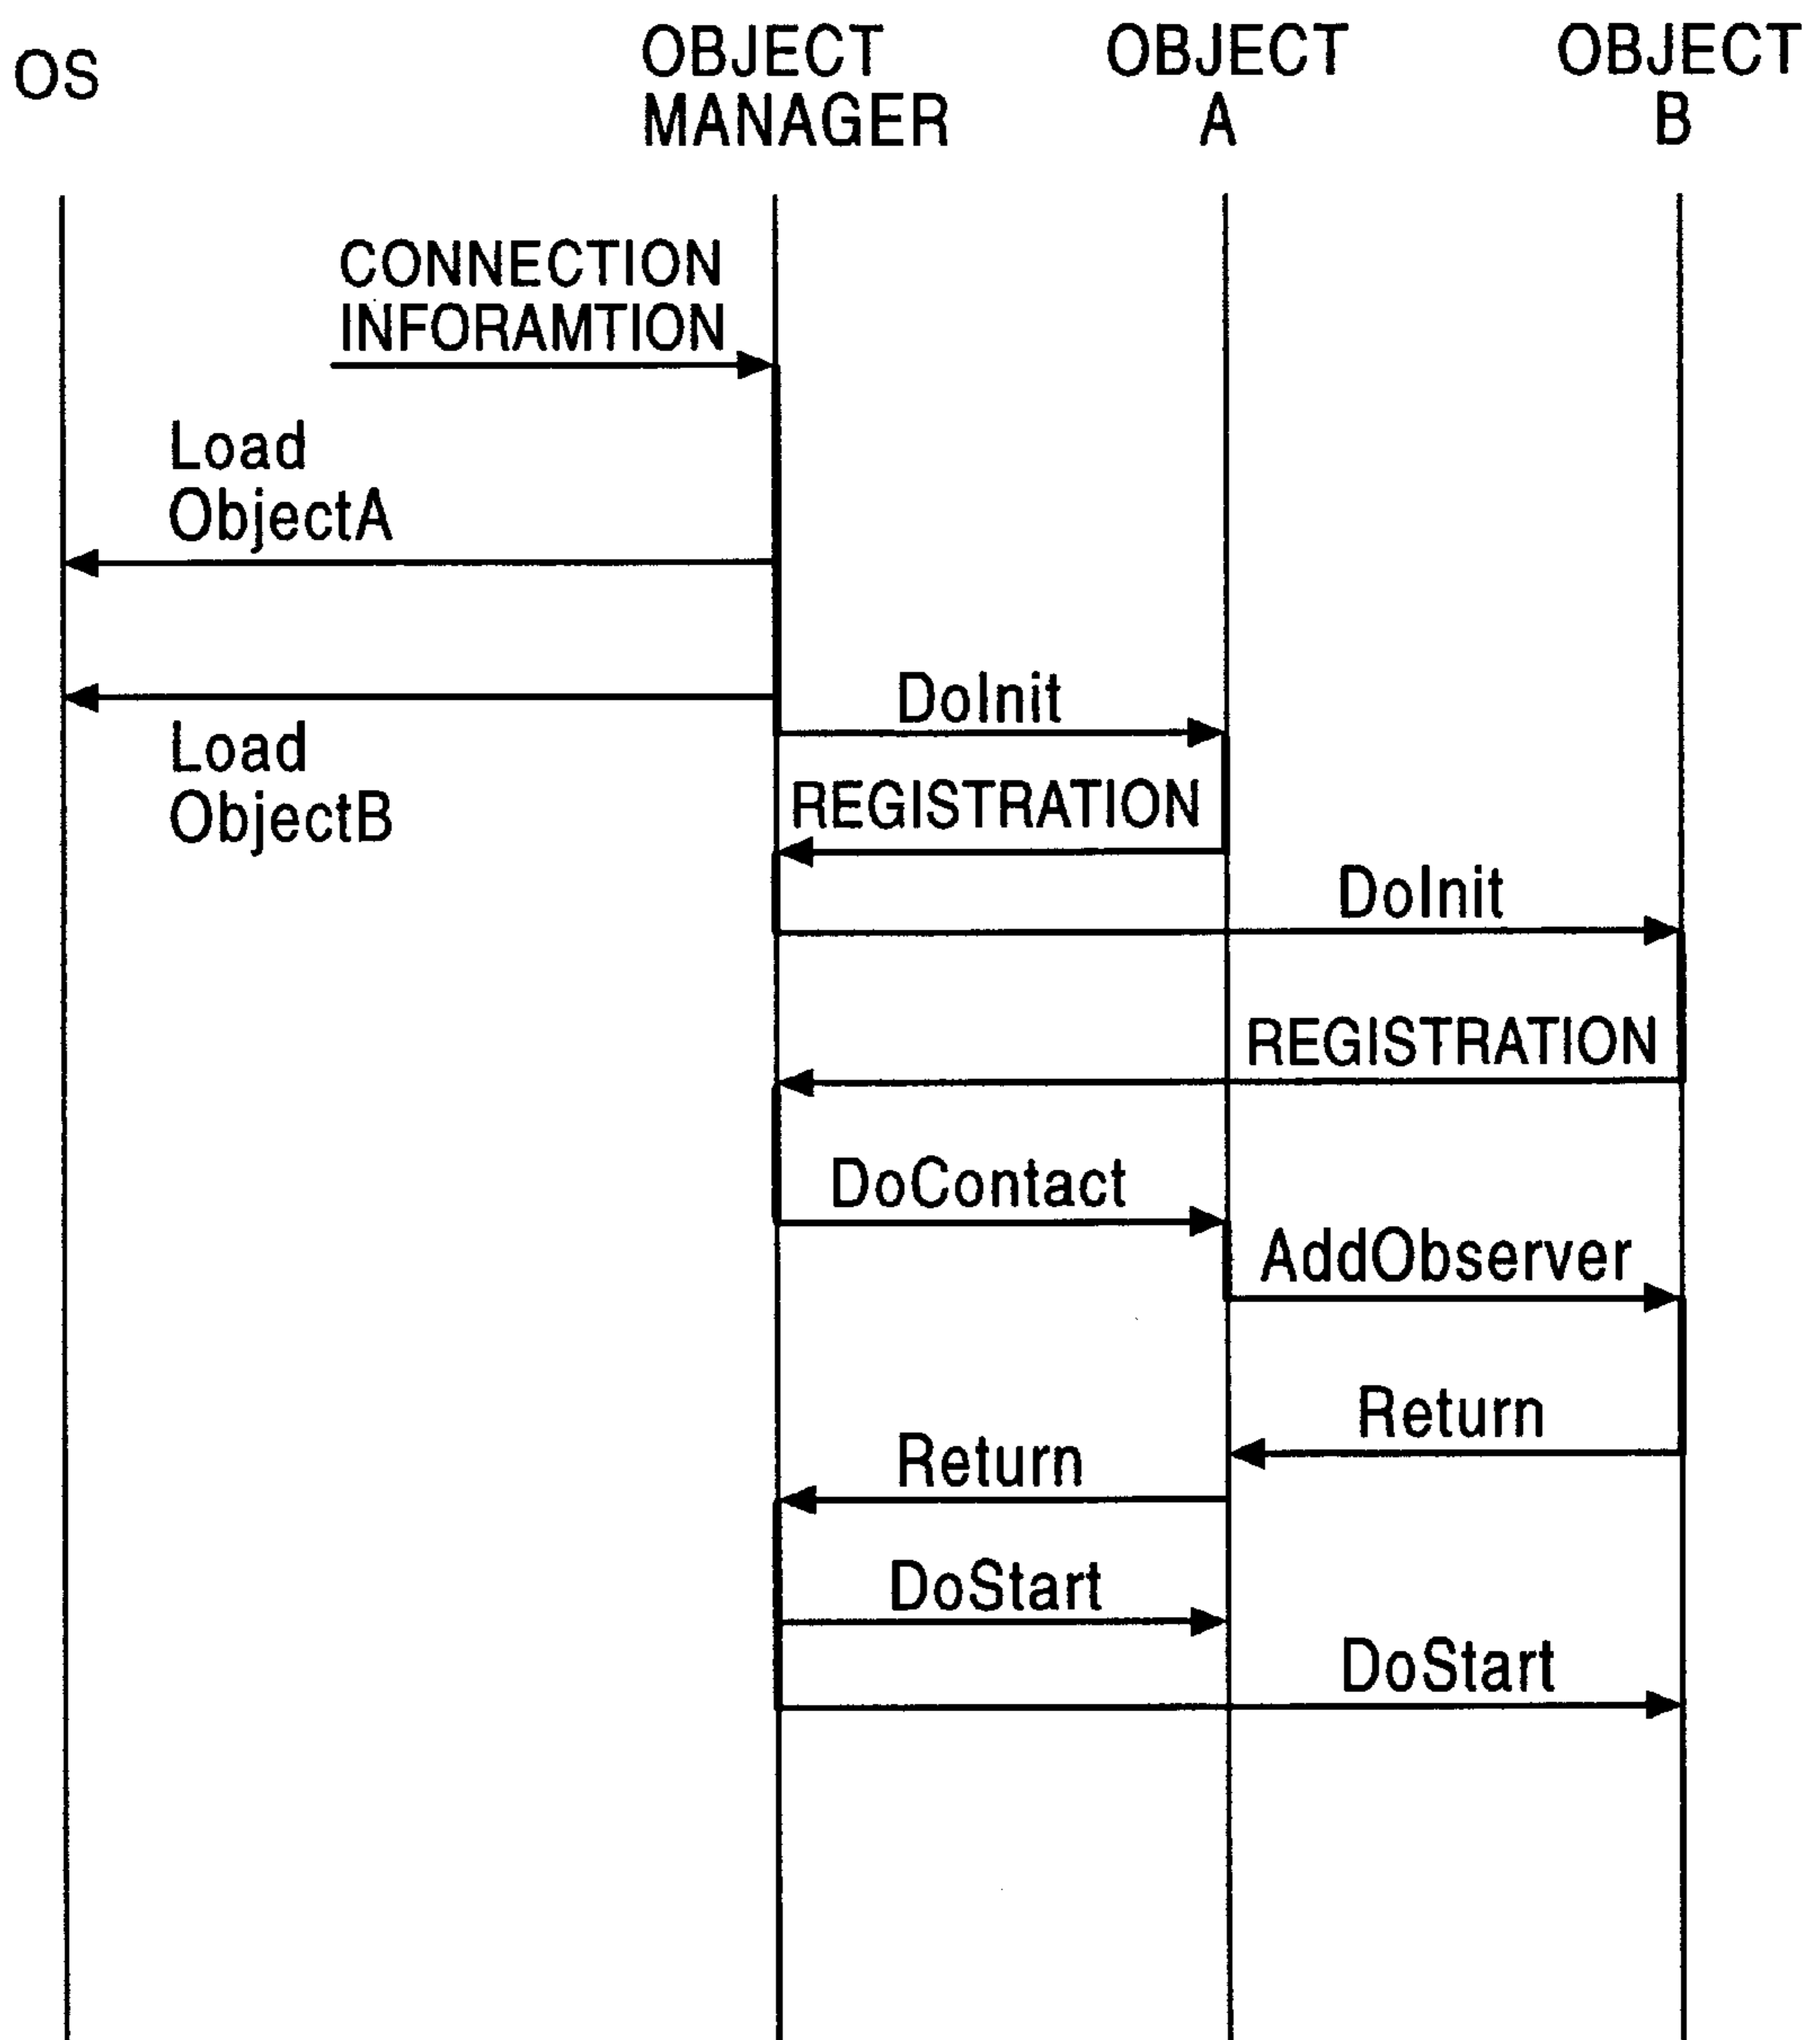 OS
OBJECT
MANAGER
OBJECT
A
OBJECT
B
CONNECTION
INFORAMTION
Load
ObjectA
DoInit
Load
ObjectB
REGISTRATION
DoInit
REGISTRATION
DoContact
AddObserver
Return
Return
DoStart
DoStart